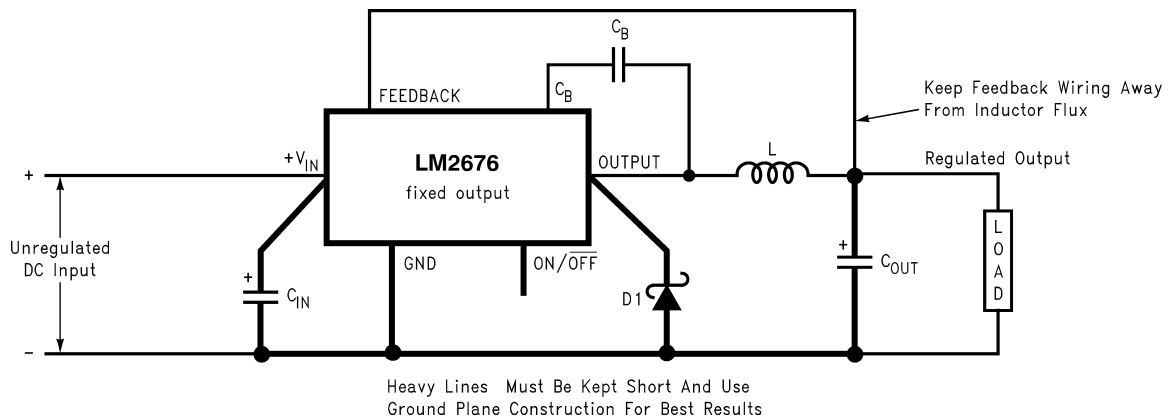 C_B
FEEDBACK
C_B
Keep Feedback Wiring Away
From Inductor Flux
+V_IN
LM2676
fixed output
OUTPUT
L
Regulated Output
+
Unregulated
DC Input
−
+
C_IN
GND
ON/O̅F̅F̅
D1
+
C_OUT
LOAD
Heavy Lines Must Be Kept Short And Use
Ground Plane Construction For Best Results